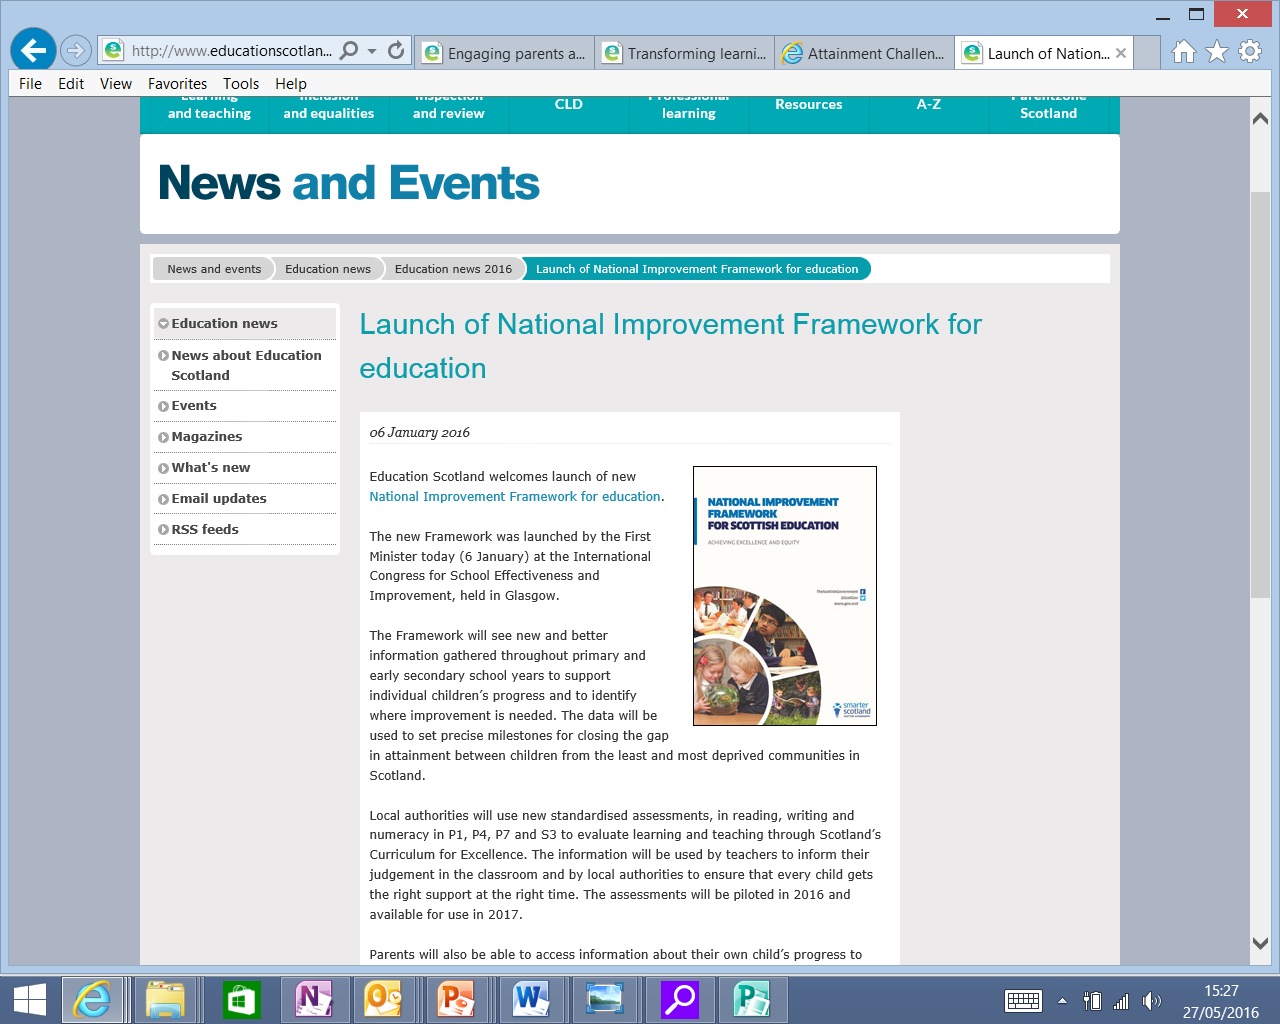 http://www.educationscotlan...
Engaging parents a...
Transforming learni...
Attainment Challen...
Launch of Nation...
File Edit View Favorites Tools Help
Learning and teaching
Inclusion and equalities
Inspection and review
CLD
Professional learning
Resources
A-Z
Parentzone Scotland
News and Events
News and events
Education news
Education news 2016
Launch of National Improvement Framework for education
Education news
News about Education
Scotland
Events
Magazines
What's new
Email updates
RSS feeds
Launch of National Improvement Framework for
education
06 January 2016
Education Scotland welcomes launch of new
National Improvement Framework for education.
The new Framework was launched by the First
Minister today (6 January) at the International
Congress for School Effectiveness and
Improvement, held in Glasgow.
The Framework will see new and better
information gathered throughout primary and
early secondary school years to support
individual children’s progress and to identify
where improvement is needed. The data will be
used to set precise milestones for closing the gap
in attainment between children from the least and most deprived communities in
Scotland.
Local authorities will use new standardised assessments, in reading, writing and
numeracy in P1, P4, P7 and S3 to evaluate learning and teaching through Scotland’s
Curriculum for Excellence. The information will be used by teachers to inform their
judgement in the classroom and by local authorities to ensure that every child gets
the right support at the right time. The assessments will be piloted in 2016 and
available for use in 2017.
Parents will also be able to access information about their own child’s progress to
NATIONAL IMPROVEMENT
FRAMEWORK
FOR SCOTTISH EDUCATION
ACHIEVING EXCELLENCE AND EQUITY
smarter
scotland
15:27
27/05/2016